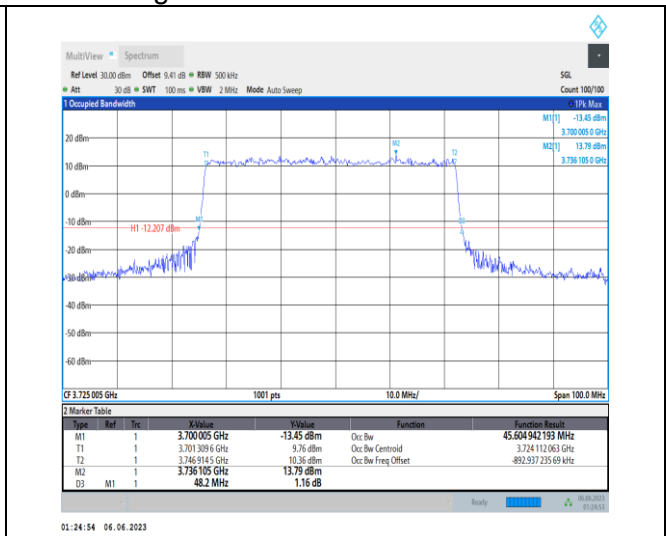 MultiView Spectrum
Ref Level 30.00 dBm Offset 9.41 dB RBW 500 kHz SGL
Att 30 dB SWT 100 ms VBW 2 MHz Mode Auto Sweep Count 100/100
1 Occupied Bandwidth 1Pk Max
M1[1] -13.45 dBm
3.700 005 0 GHz
M2[1] 13.79 dBm
3.736 105 0 GHz
20 dBm
M2
T1
T2
10 dBm
0 dBm
-10 dBm
M1
D3
H1 -12.207 dBm
-20 dBm
-30 dBm
-40 dBm
-50 dBm
-60 dBm
CF 3.725 005 GHz 1001 pts 10.0 MHz/ Span 100.0 MHz
2 Marker Table
Type Ref Trc X-Value Y-Value Function Function Result
M1 1 3.700 005 GHz -13.45 dBm Occ Bw 45.604 942 193 MHz
T1 1 3.701 309 6 GHz 9.76 dBm Occ Bw Centroid 3.724 112 063 GHz
T2 1 3.746 914 5 GHz 10.36 dBm Occ Bw Freq Offset -892.937 235 69 kHz
M2 1 3.736 105 GHz 13.79 dBm
D3 M1 1 48.2 MHz 1.16 dB
Ready 06.06.2023
01:24:53
01:24:54 06.06.2023